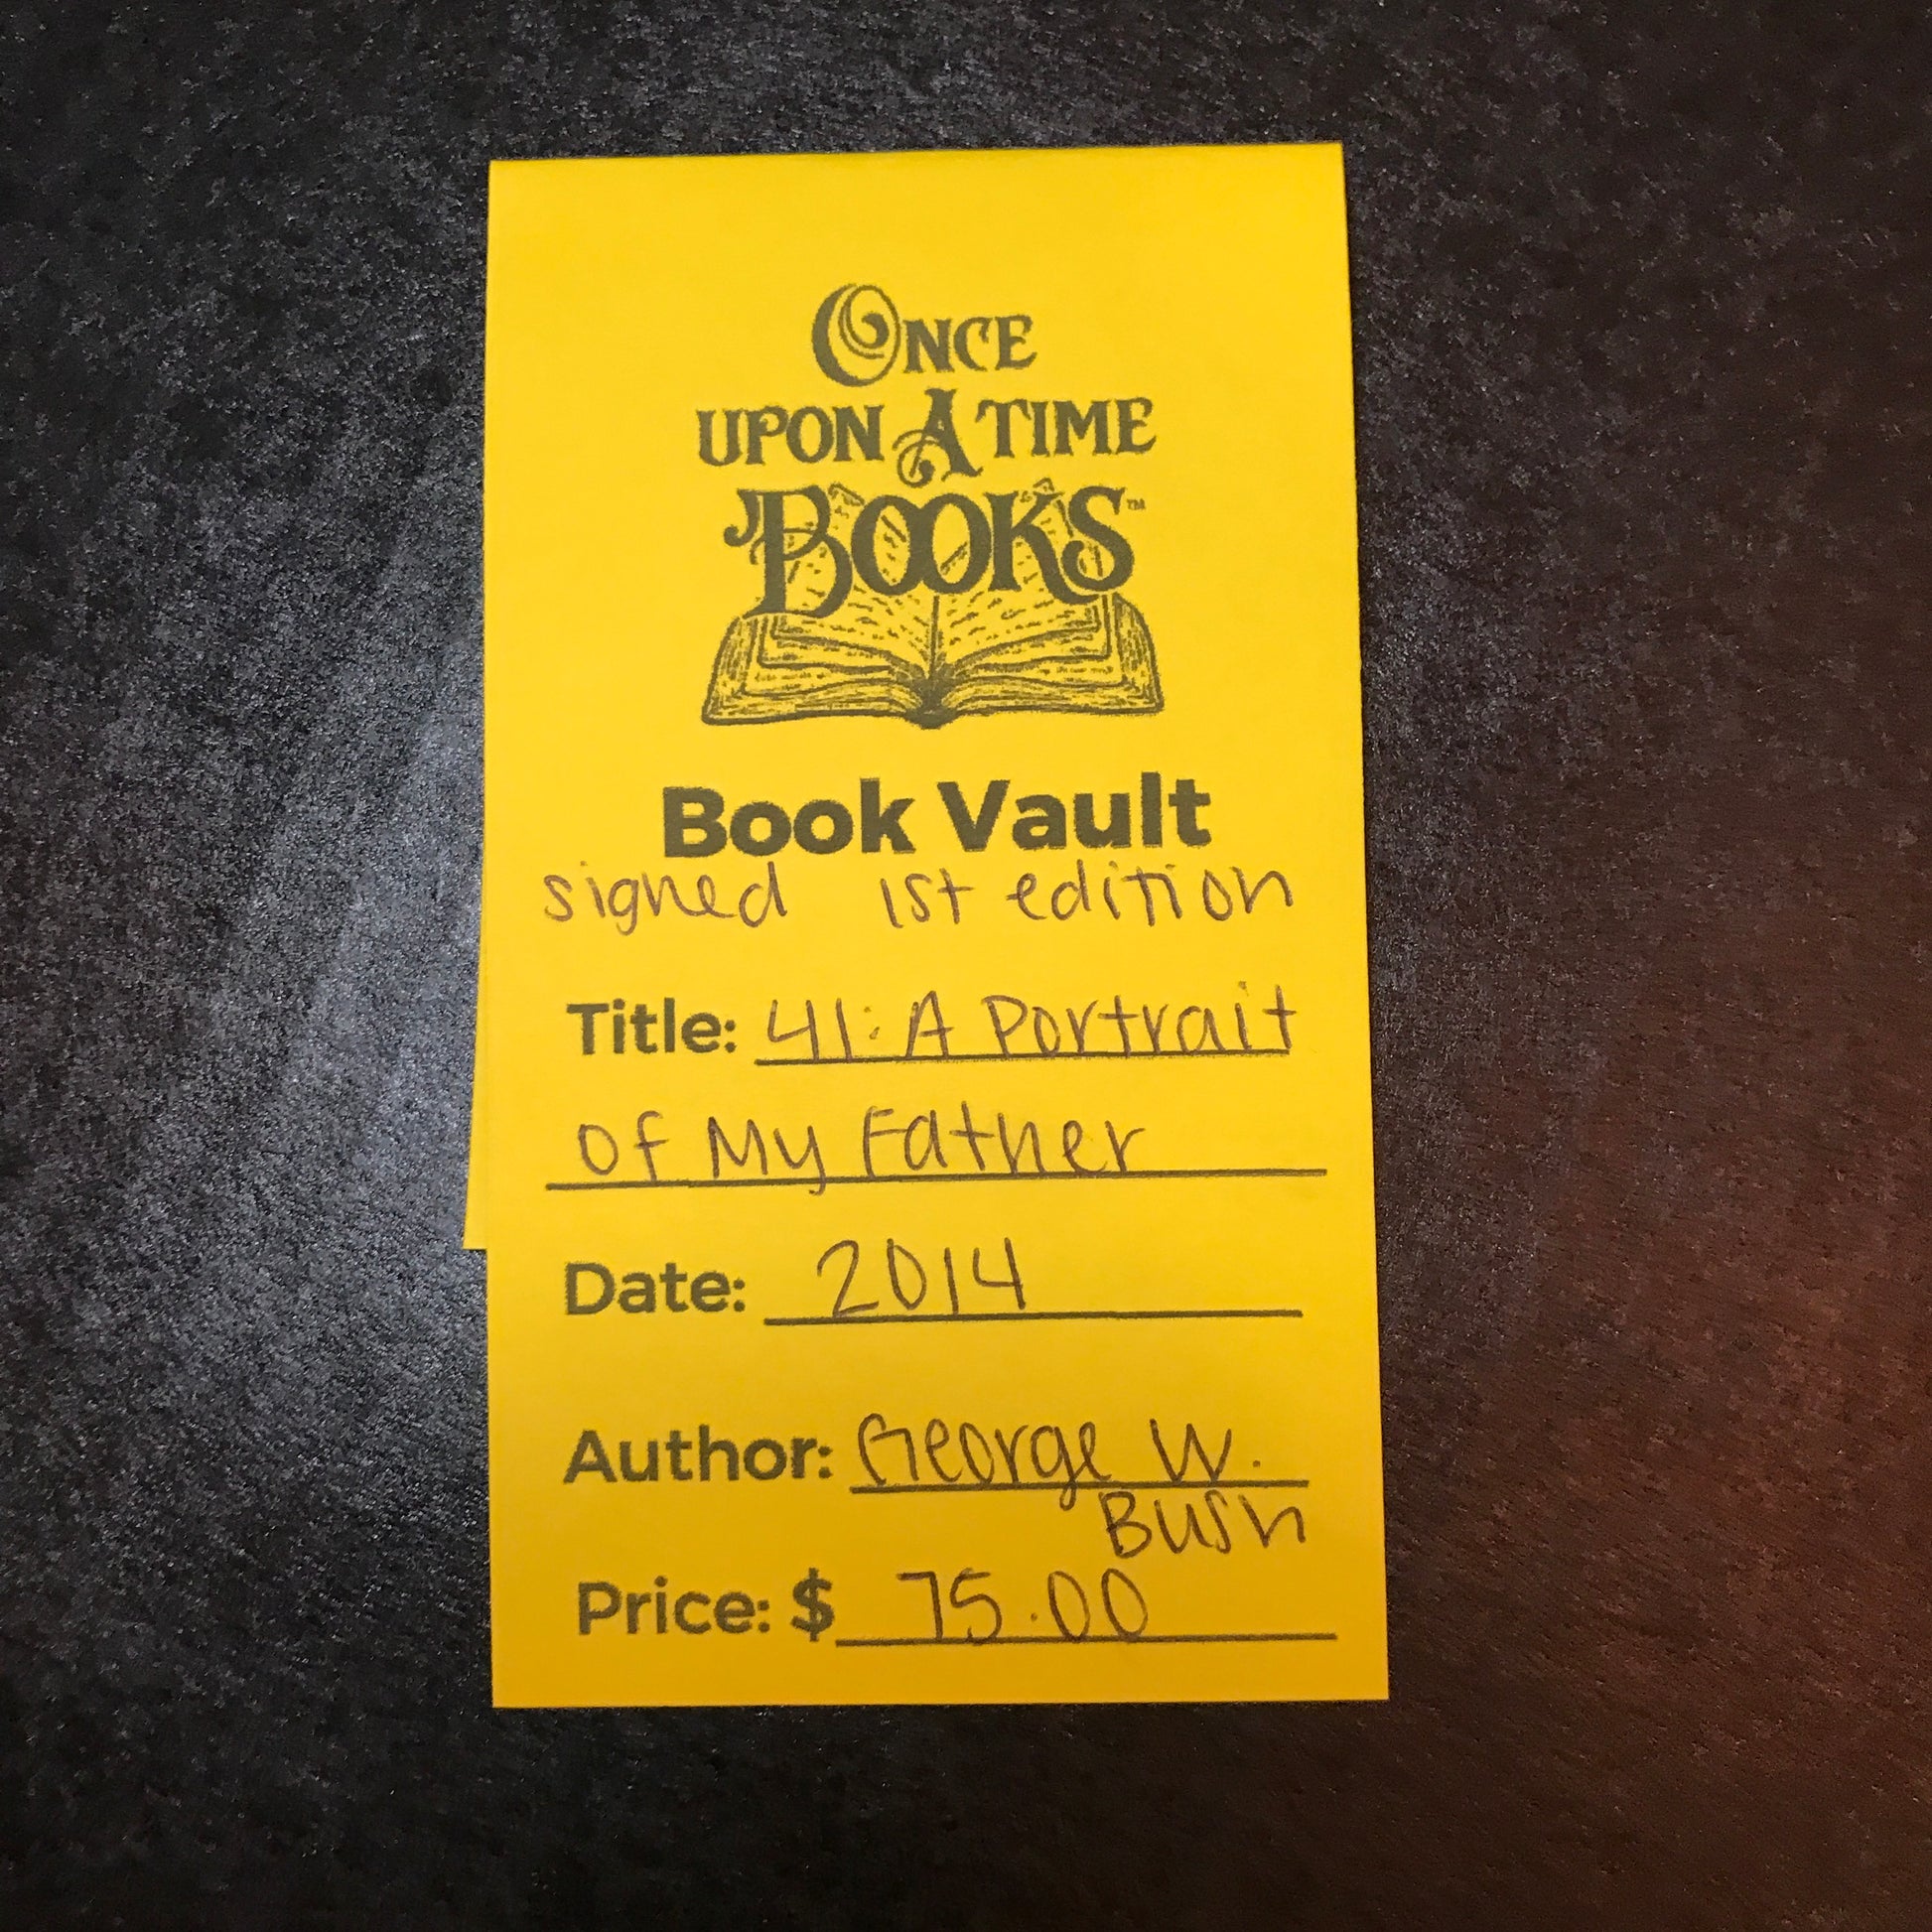 ONCE
UPON A TIME
BOOKS™
Book Vault
signed 1st edition
Title: 41: A Portrait
of My Father
Date: 2014
Author: George W.
Bush
Price: $ 75.00